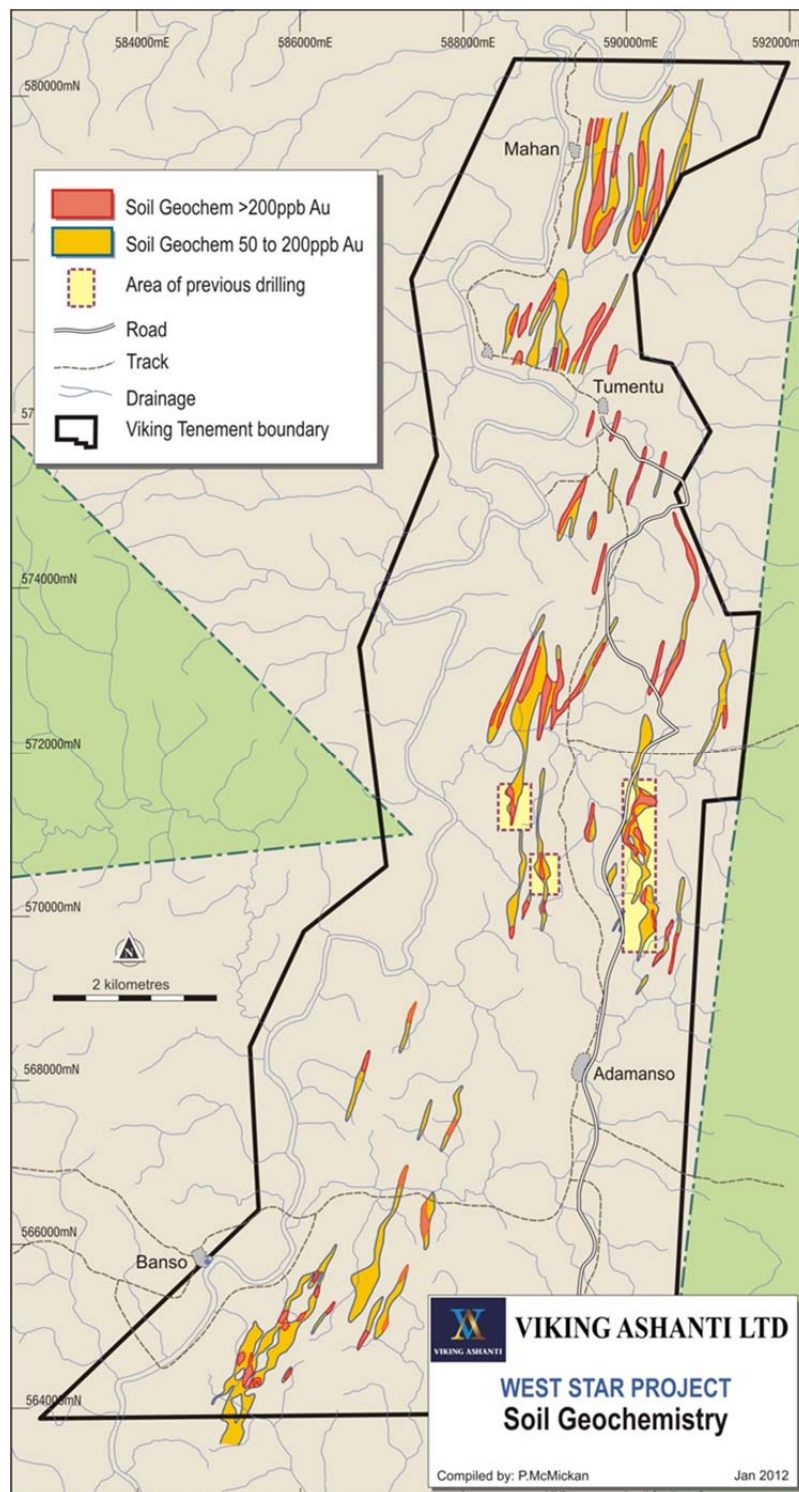 584000mE 586000mE 588000mE 590000mE 592000mE
580000mN
Mahan
Soil Geochem >200ppb Au
Soil Geochem 50 to 200ppb Au
Area of previous drilling
Road
Track
Drainage
Viking Tenement boundary
Tumentu
57
574000mN
572000mN
570000mN
N
2 kilometres
568000mN
Adamanso
566000mN
Banso
564000mN
VIKING ASHANTI
VIKING ASHANTI LTD
WEST STAR PROJECT
Soil Geochemistry
Compiled by: P.McMickan Jan 2012